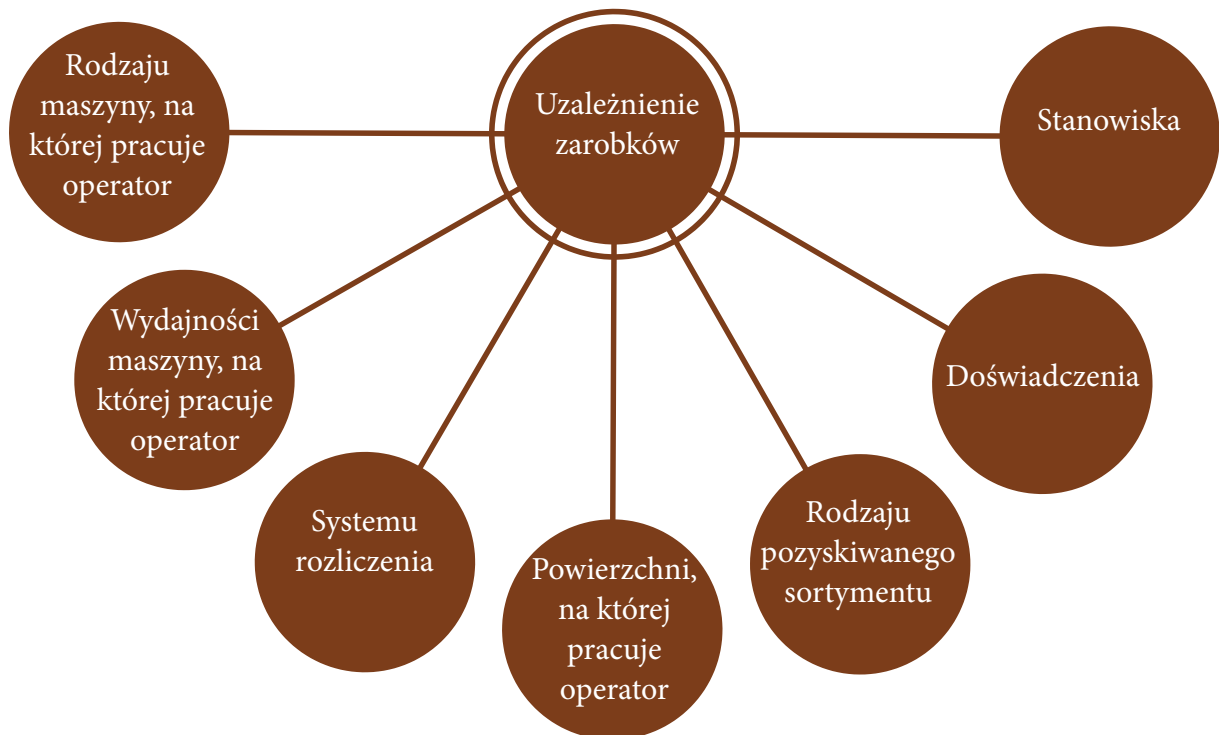 Uzależnienie
zarobków
Rodzaju
maszyny, na
której pracuje
operator
Wydajności
maszyny, na
której pracuje
operator
Systemu
rozliczenia
Powierzchni,
na której
pracuje
operator
Rodzaju
pozyskiwanego
sortymentu
Doświadczenia
Stanowiska